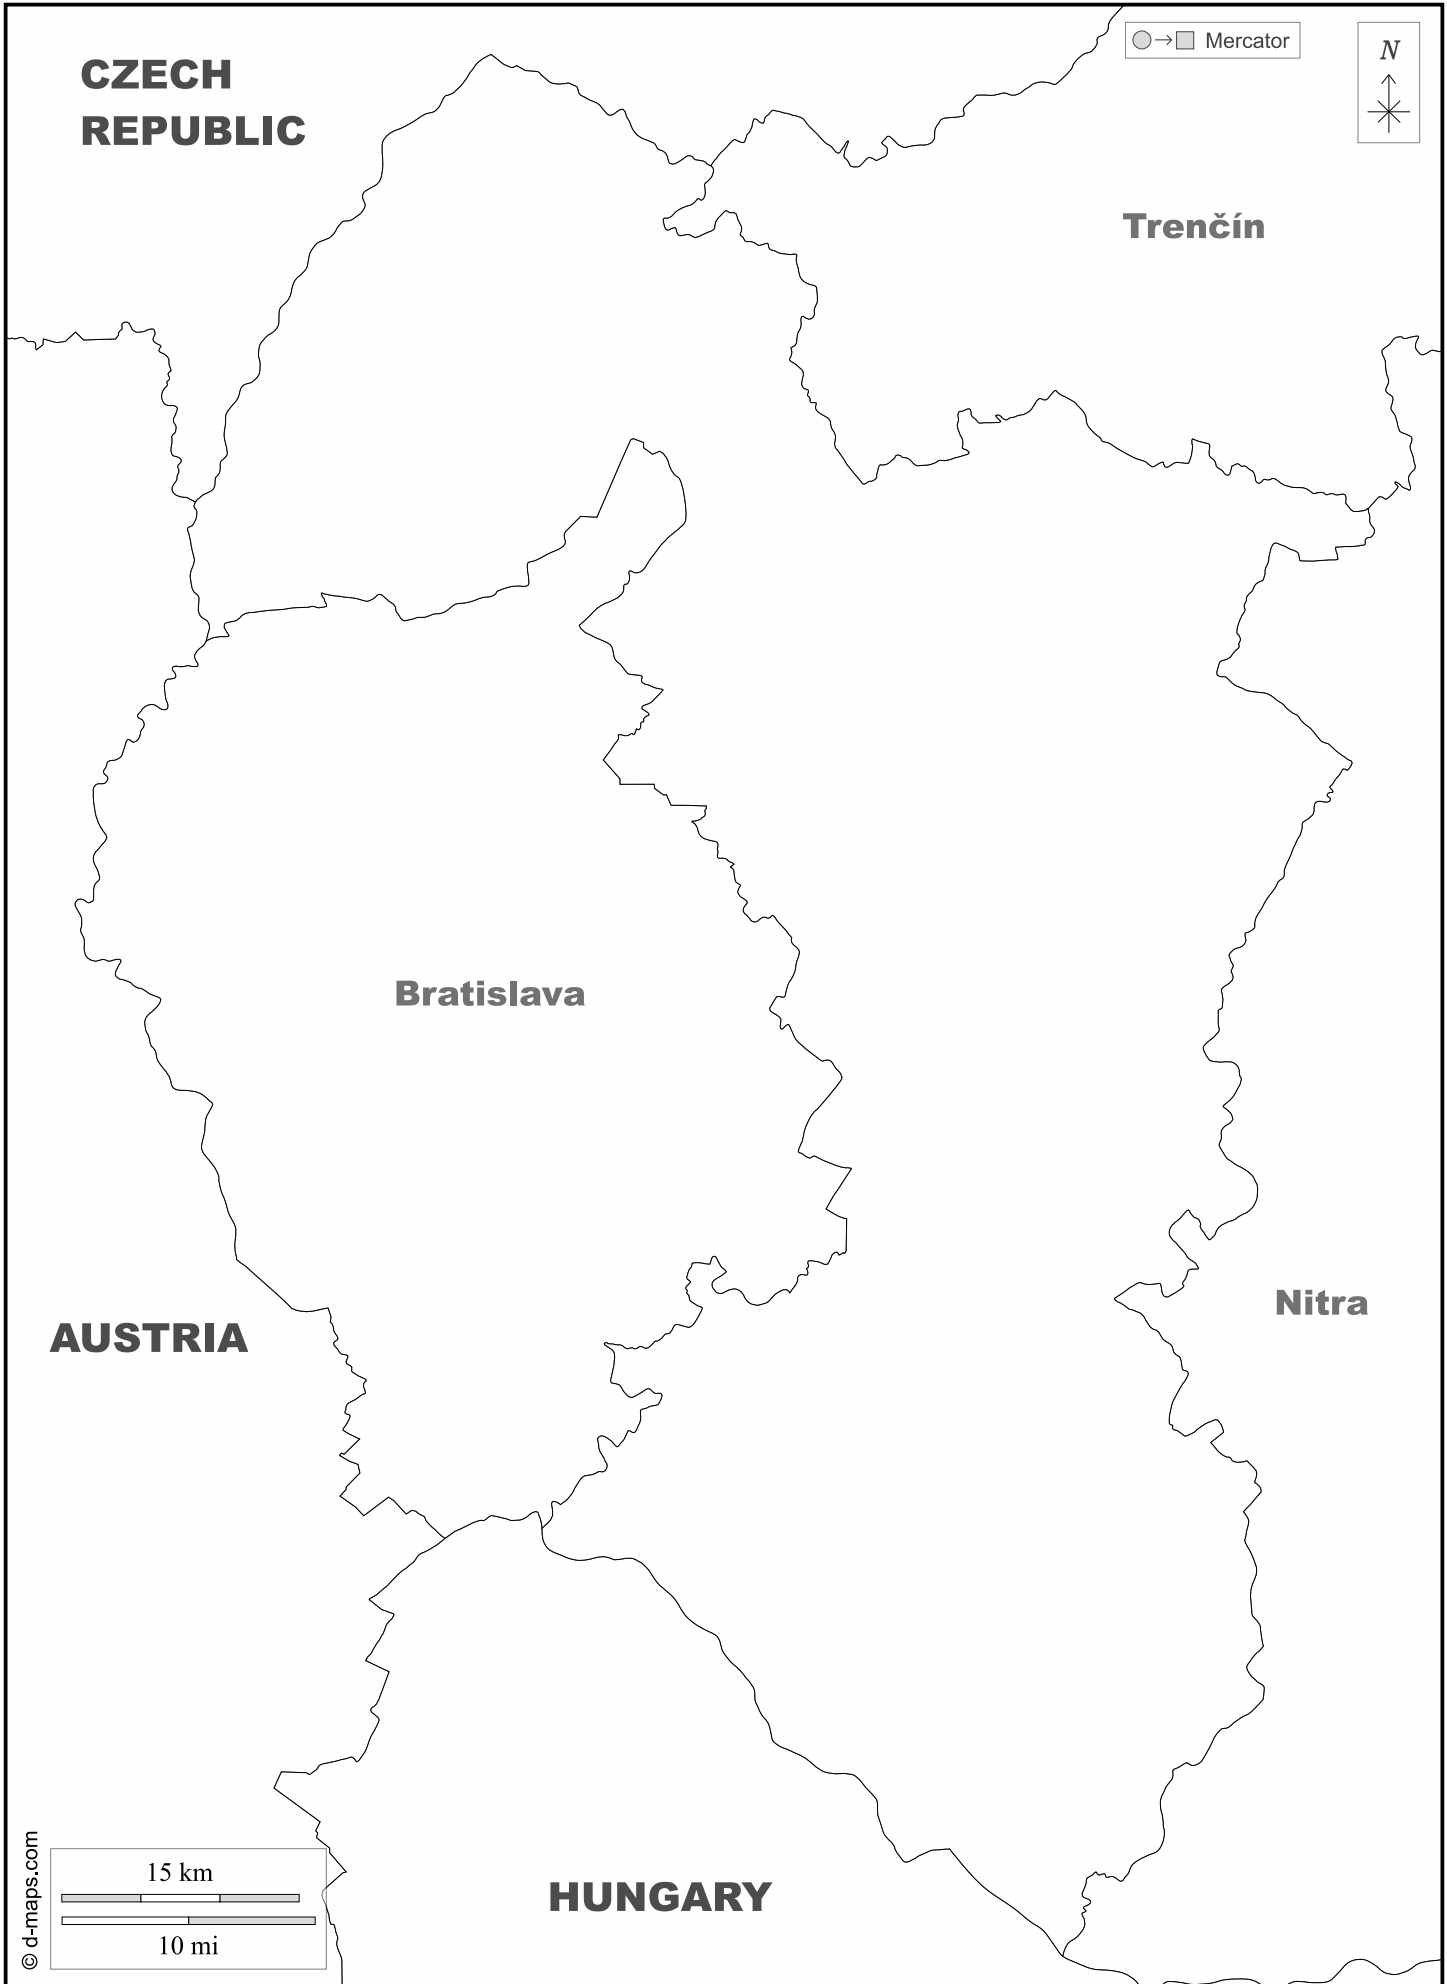 CZECH
REPUBLIC
Mercator
N
Trenčín
Bratislava
Nitra
AUSTRIA
HUNGARY
15 km
10 mi
© d-maps.com